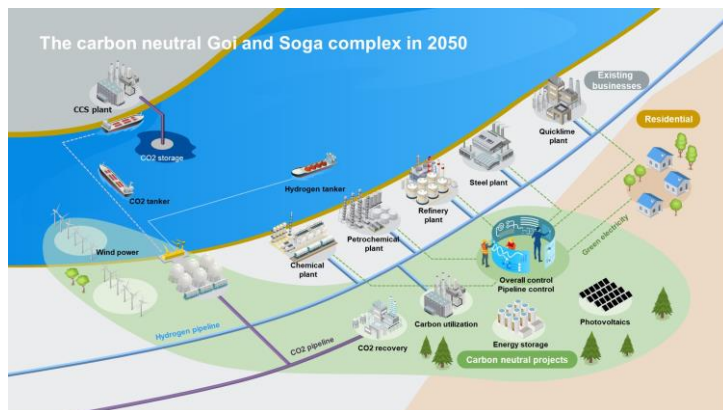 The carbon neutral Goi and Soga complex in 2050
Existing
businesses
CCS plant
Residential
Quicklime
plant
CO2 storage
Steel plant
Hydrogen tanker
CO2 tanker
Refinery
plant
Petrochemical
plant
Wind power
Chemical
plant
Green electricity
Overall control
Pipeline control
Hydrogen pipeline
Carbon utilization
Photovoltaics
CO2 pipeline
CO2 recovery
Energy storage
Carbon neutral projects